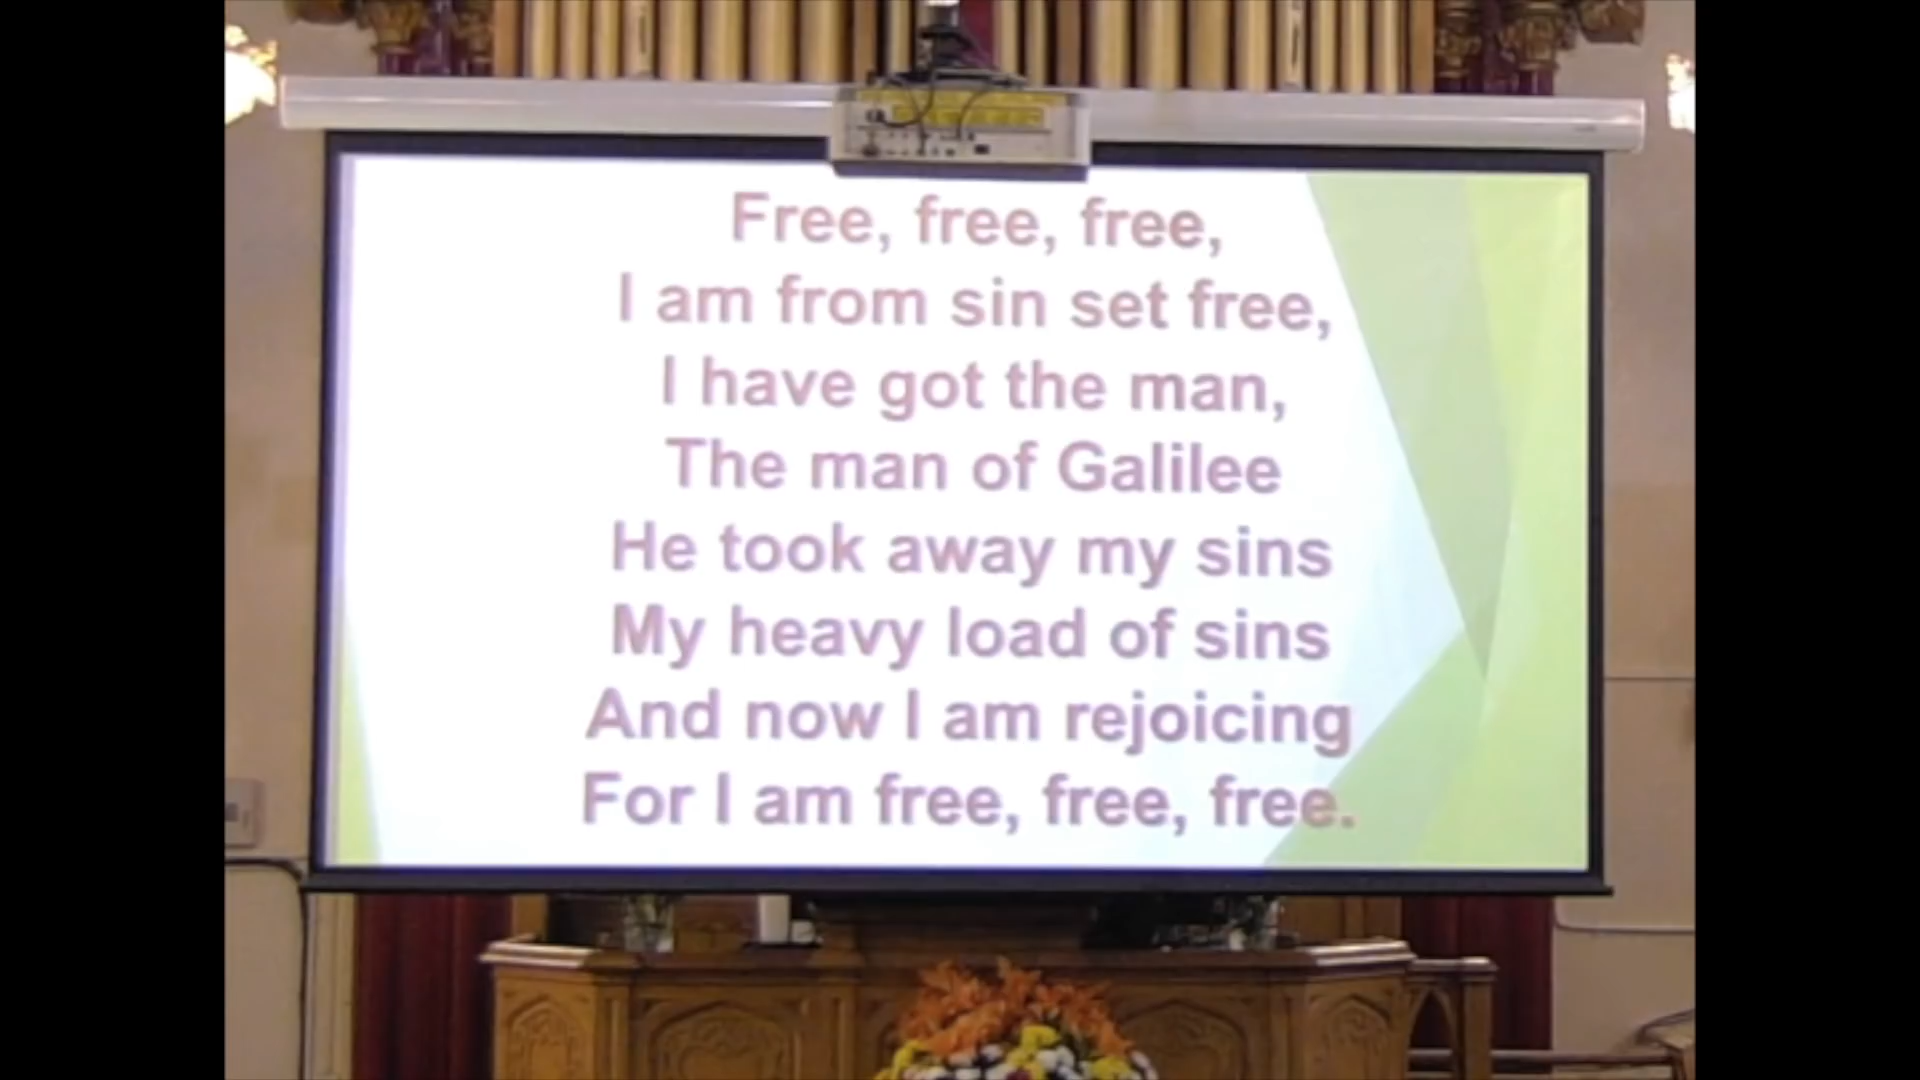 Free, free, free,
I am from sin set free,
I have got the man,
The man of Galilee
He took away my sins
My heavy load of sins
And now I am rejoicing
For I am free, free, free.